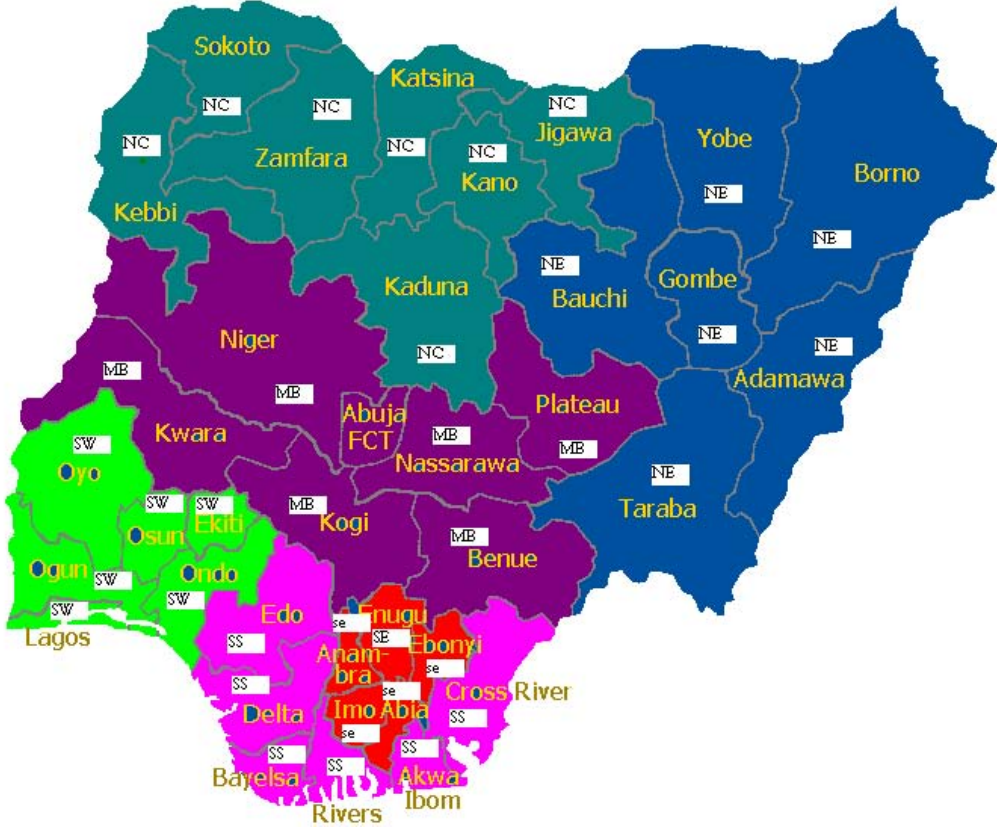 Sokoto
Katsina
NC
NC
NC
Jigawa
Yobe
NC
Zamfara
NC
NC
Kano
Borno
Kebbi
NE
NE
Kaduna
NE
Bauchi
Gombe
Niger
NC
NE
NE
Adamawa
MB
MB
Abuja
FCT
Plateau
Kwara
MB
MB
Nassarawa
SW
Oyo
NE
Taraba
SW
SW
MB
Kogi
Osun
Ekiti
MB
Benue
Ogun
SW
Ondo
SW
SW
Lagos
Edo
se
Enugu
SS
SE
Ebonyi
Anam-
bra
se
SS
se
Cross River
Delta
Imo
Abia
SS
se
SS
SS
SS
Bayelsa
Akwa
Ibom
Rivers